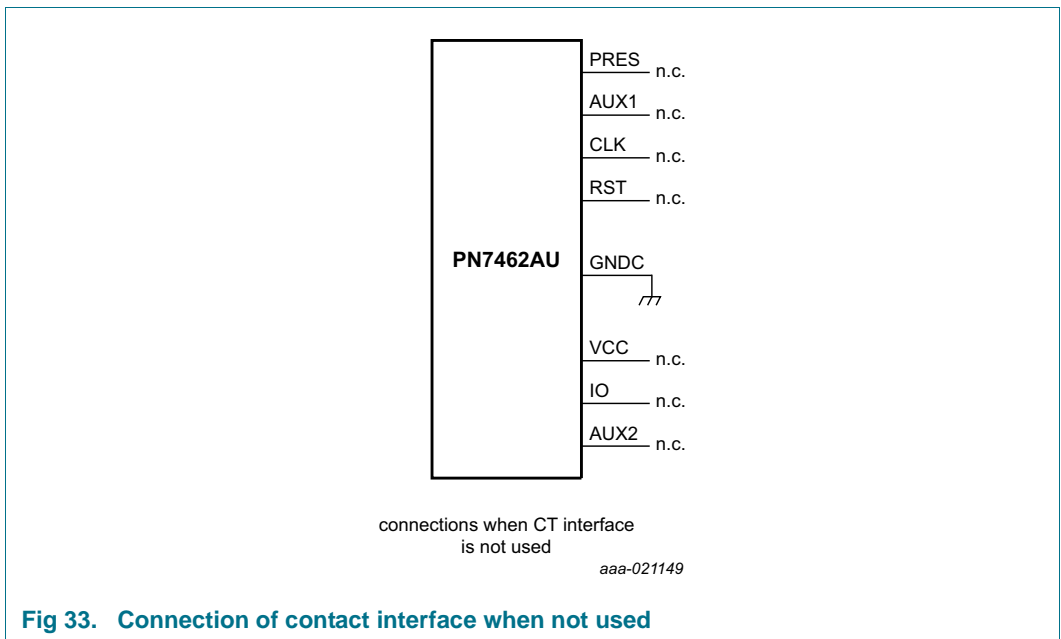 PRES
n.c.
AUX1
n.c.
CLK
n.c.
RST
n.c.
PN7462AU
GNDC
VCC
n.c.
IO
n.c.
AUX2
n.c.
connections when CT interface
is not used
aaa-021149
Fig 33. Connection of contact interface when not used